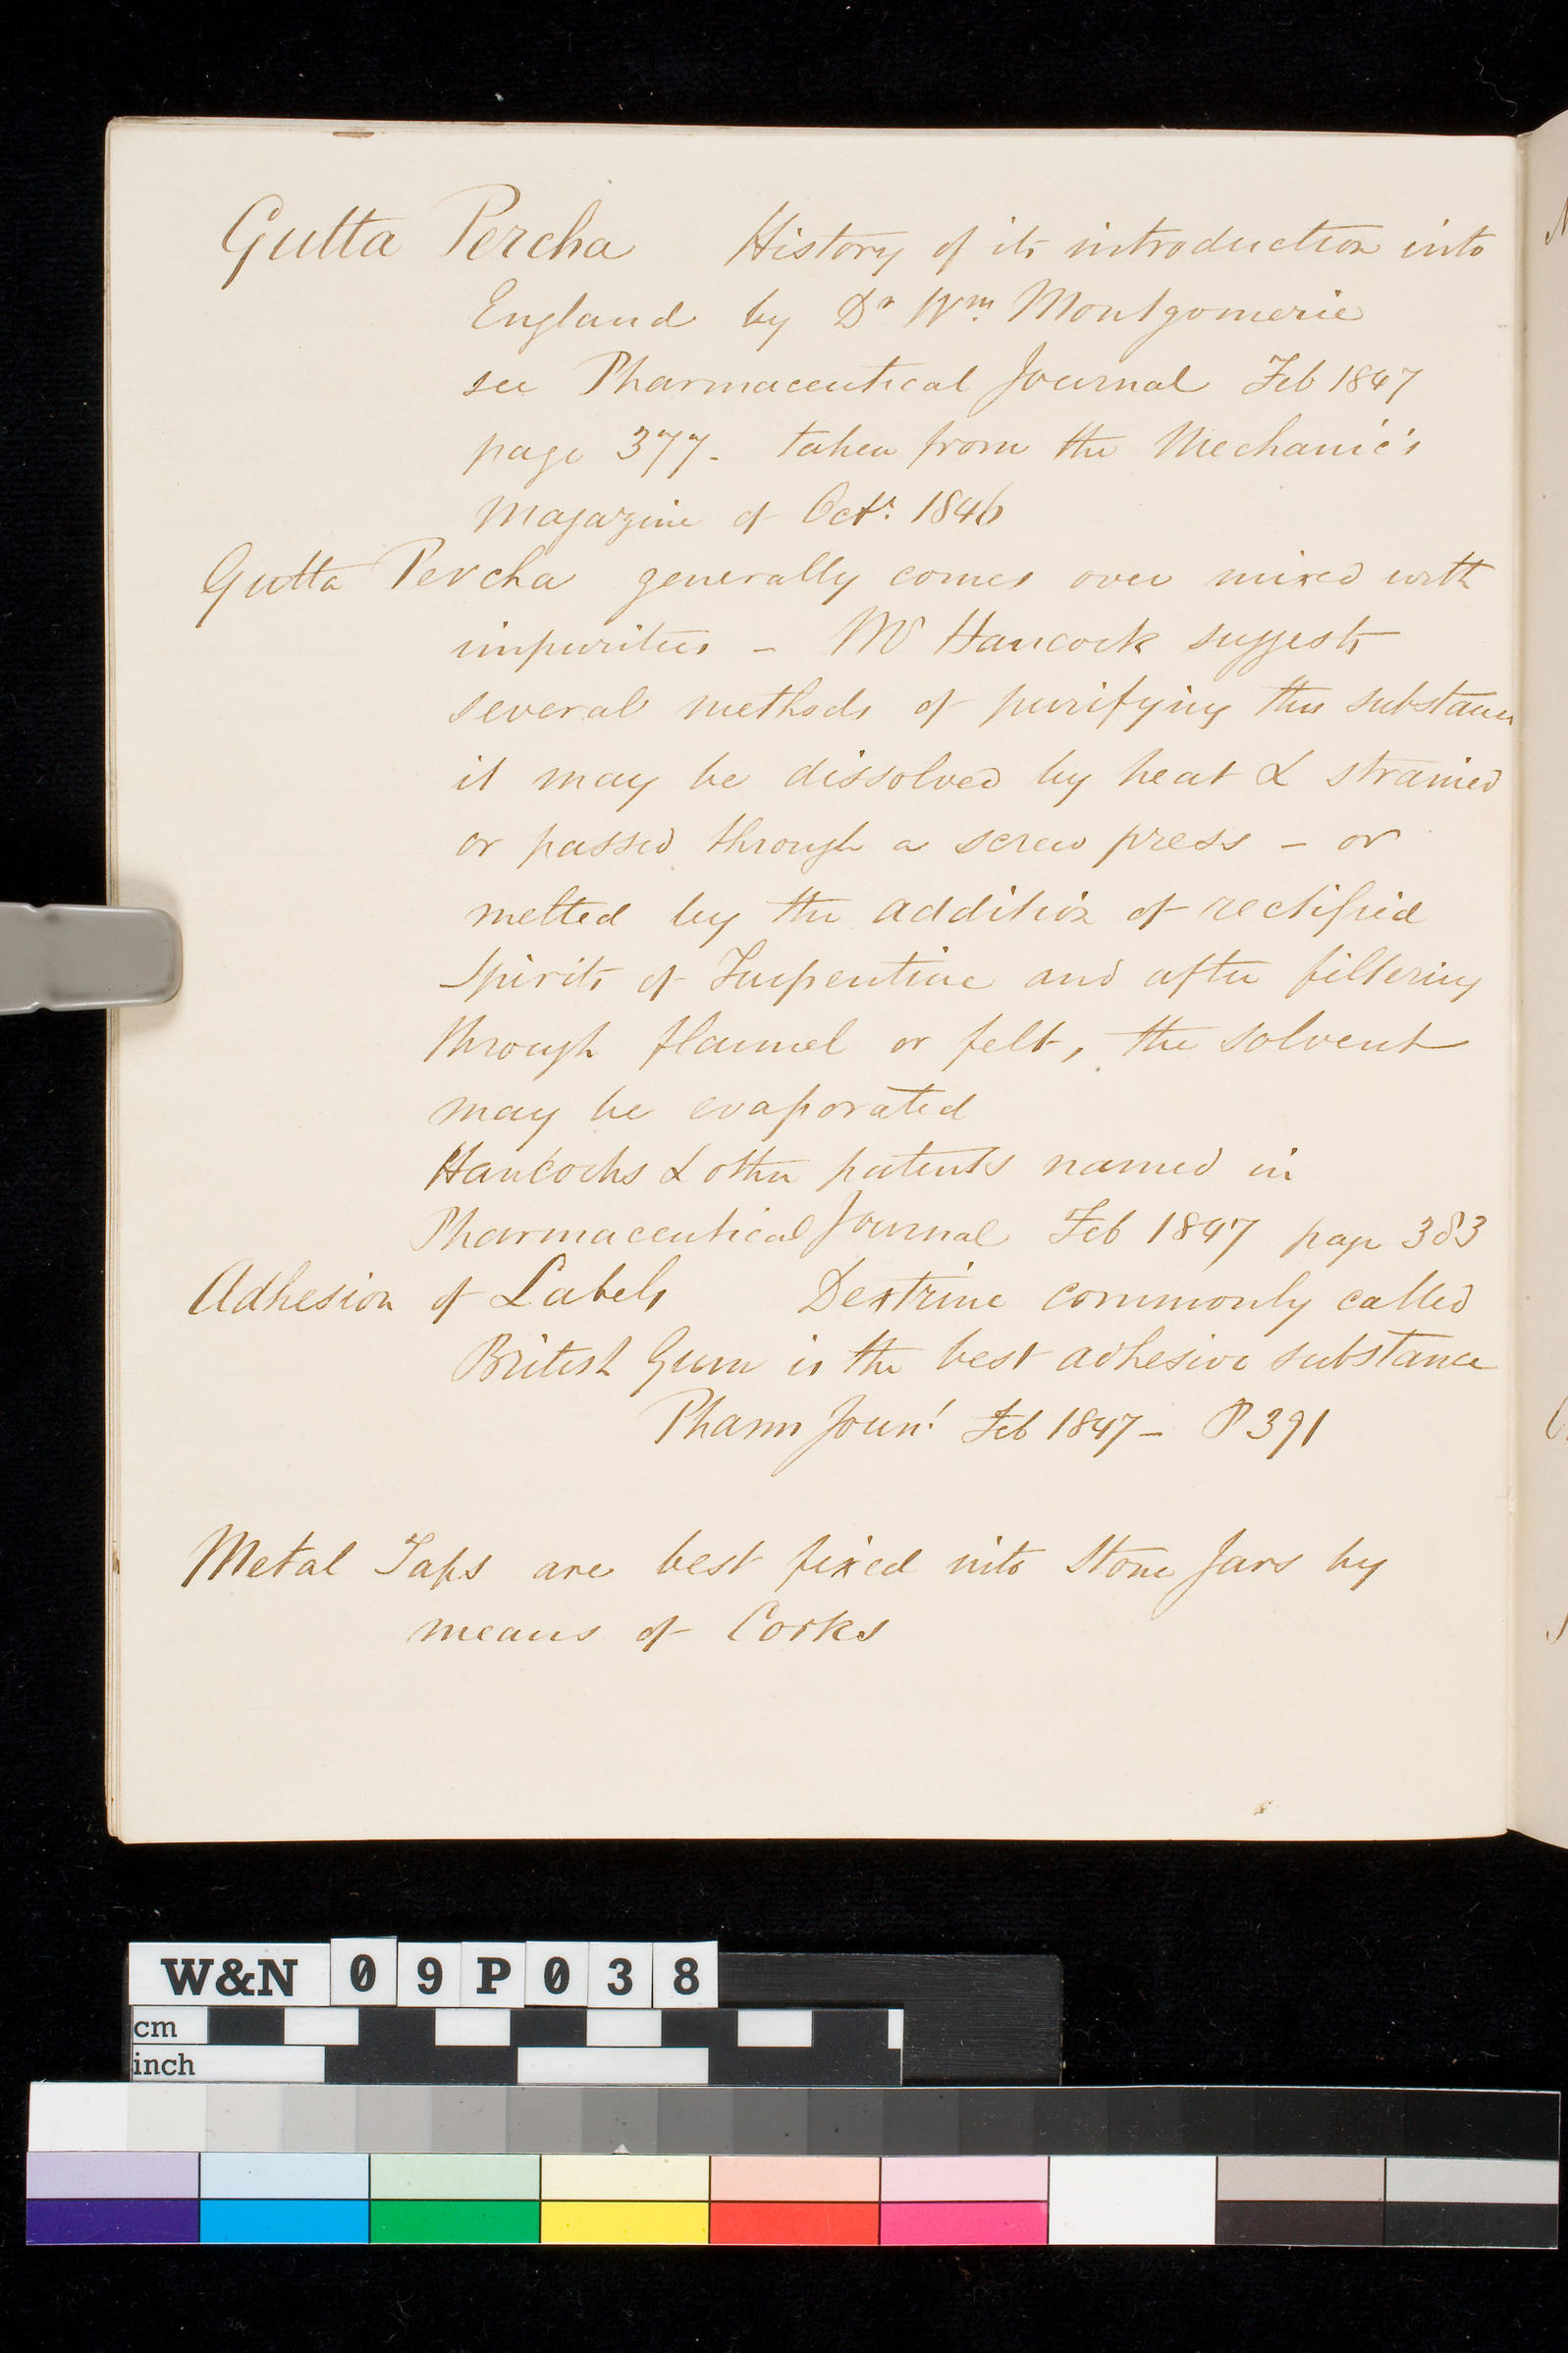 Gutta Percha History of its introduction into
England by Dr Wm. Montgomerie
see Pharmaceutical Journal Feb 1847
page 377 - taken from the Mechanic's
Magazine of Octr. 1846
Gutta Percha generally comes over mixed with
impurities - Mr Hancock suggests
several methods of purifying this substance
it may be dissolved by heat & strained
or passed through a screw press - or
melted by the addition of rectified
Spirits of Turpentine and after filtering
through flannel or felt, the solvent
may be evaporated
Hancocks & other patents named in
Pharmaceutical Journal Feb 1847 page 383
Adhesion of Labels Dextrine commonly called
British Gum is the best adhesive substance
Pharm Journl Feb 1847 - P 391
Metal Taps are best fixed into Stone Jars by
means of Corks
W&N 09P038
cm
inch